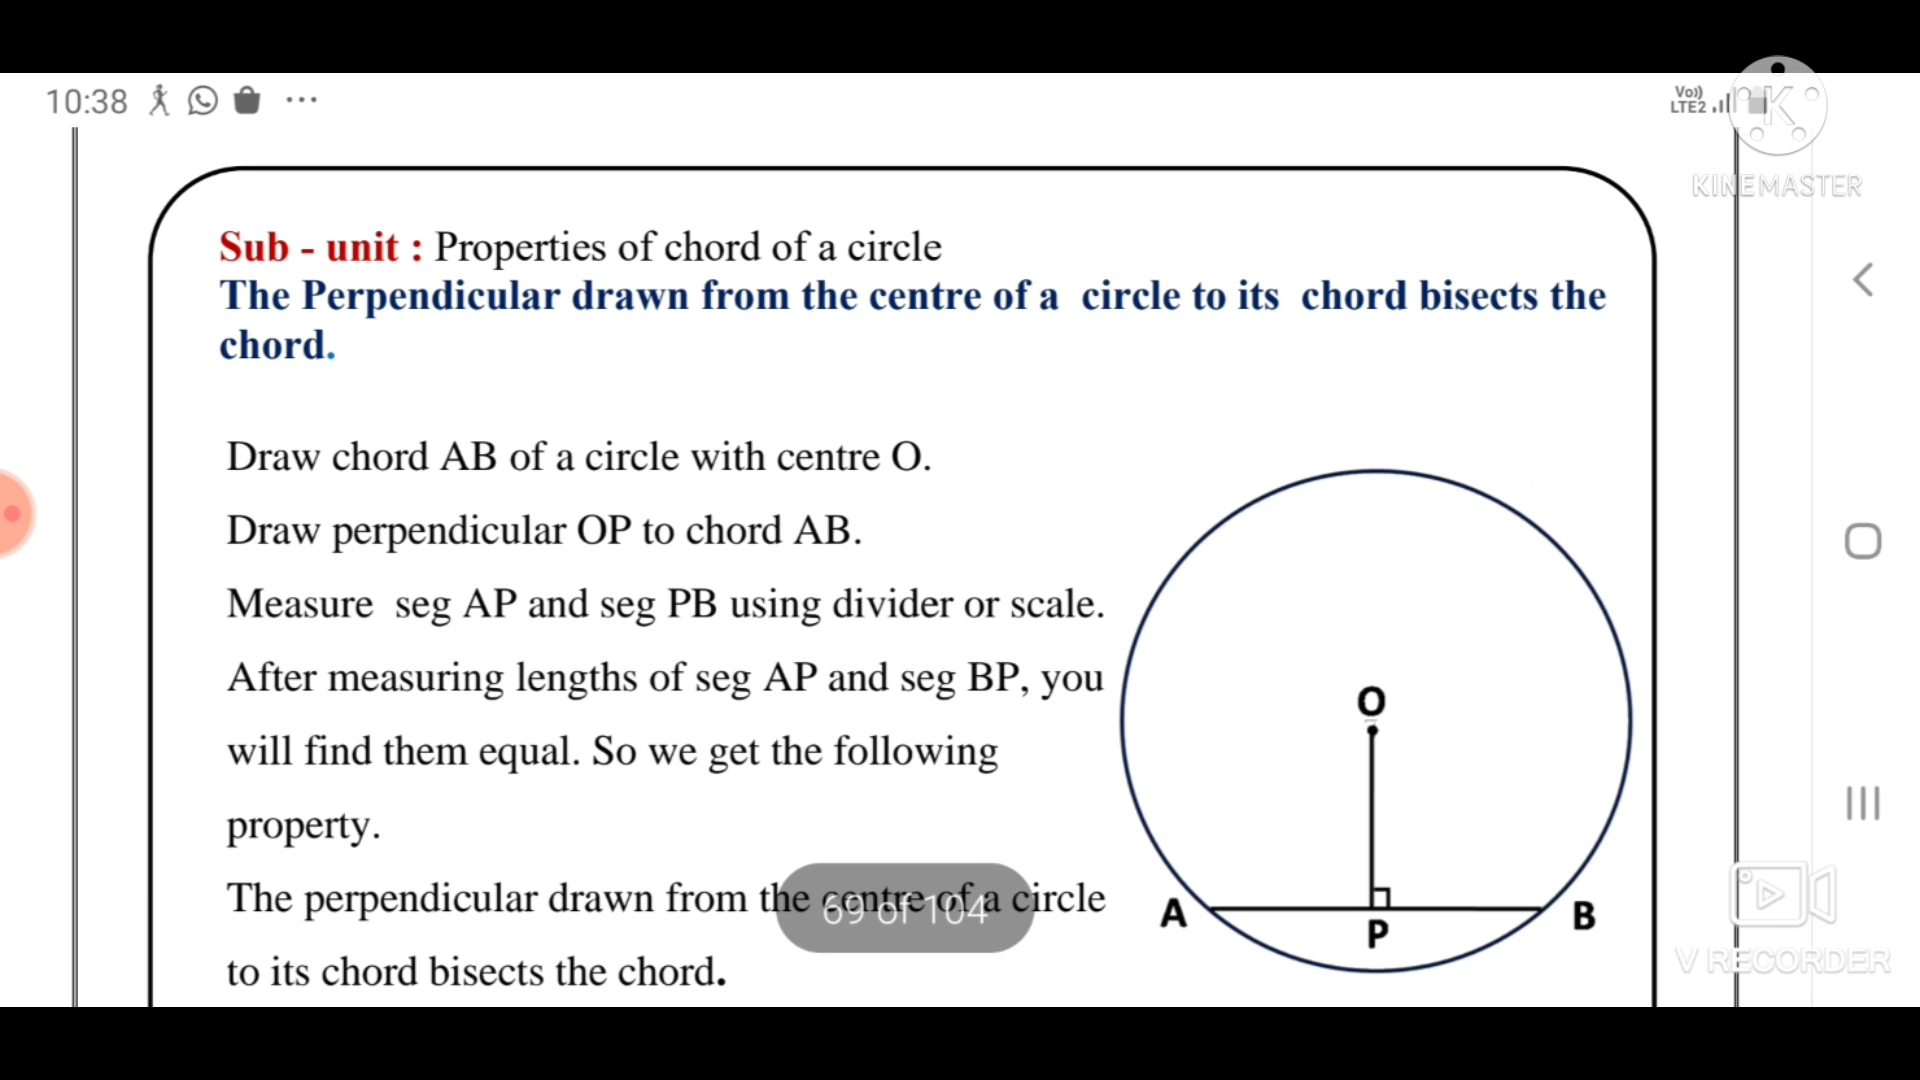 10:38
Vo))
LTE2
KINEMASTER
Sub - unit : Properties of chord of a circle
The Perpendicular drawn from the centre of a circle to its chord bisects the
chord.
Draw chord AB of a circle with centre O.
Draw perpendicular OP to chord AB.
Measure seg AP and seg PB using divider or scale.
After measuring lengths of seg AP and seg BP, you
will find them equal. So we get the following
property.
The perpendicular drawn from the centre of a circle
to its chord bisects the chord.
69 of 104
O
A
P
B
V RECORDER